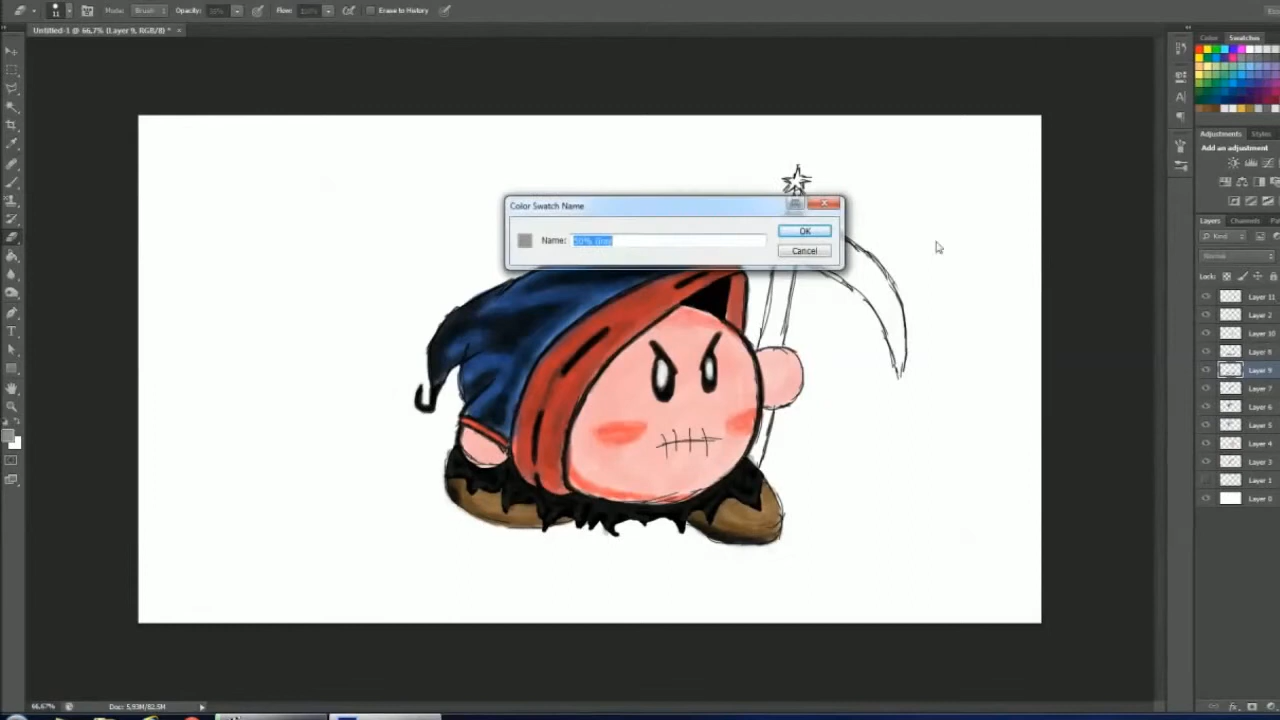 Mode: Brush Opacity: Flow: Erase to History
Untitled-1 @ 66,7% (Layer 9, RGB/8) *
Color Swatches
Color Swatch Name
Name: 50% Gray
OK
Cancel
Adjustments Styles
Add an adjustment
Layers Channels
Kind
Normal
Lock:
Layer 11
Layer 2
Layer 10
Layer 8
Layer 9
Layer 7
Layer 6
Layer 5
Layer 4
Layer 3
Layer 1
Layer 0
66,67% Doc: 5,93M/82,5M